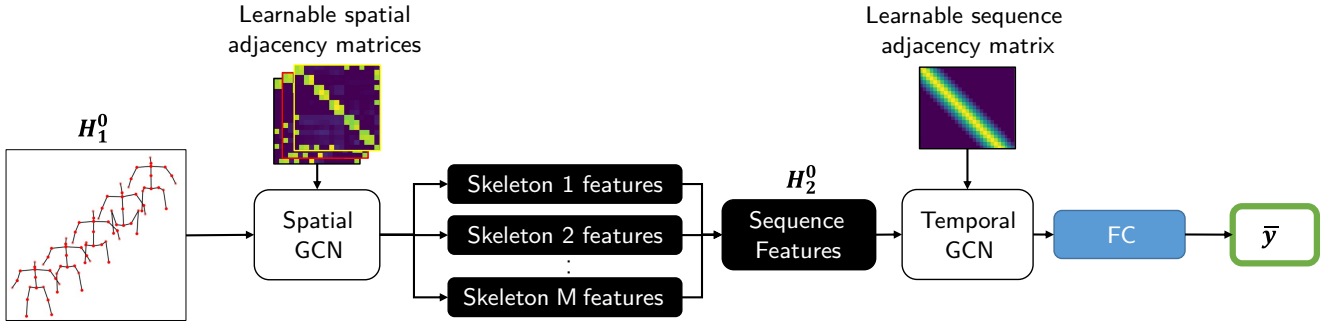 Learnable spatial
adjacency matrices
Learnable sequence
adjacency matrix
H₁⁰
Spatial
GCN
Skeleton 1 features
Skeleton 2 features
⋮
Skeleton M features
H₂⁰
Sequence
Features
Temporal
GCN
FC
ȳ